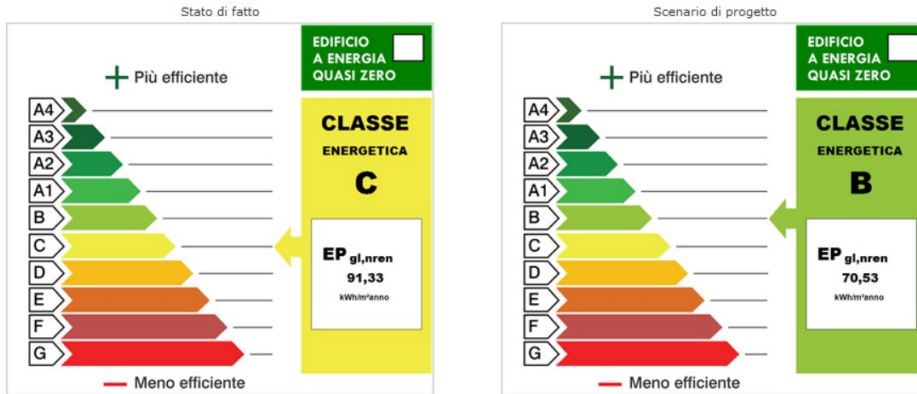 Stato di fatto
EDIFICIO
A ENERGIA
QUASI ZERO
Più efficiente
A4
A3
A2
A1
B
C
D
E
F
G
Meno efficiente
CLASSE
ENERGETICA
C
EP gl,nren
91,33
kWh/m²anno
Scenario di progetto
EDIFICIO
A ENERGIA
QUASI ZERO
Più efficiente
A4
A3
A2
A1
B
C
D
E
F
G
Meno efficiente
CLASSE
ENERGETICA
B
EP gl,nren
70,53
kWh/m²anno